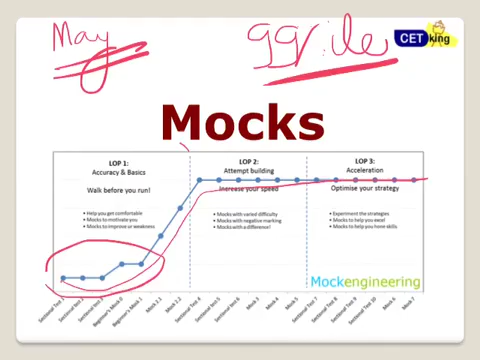 May
99%ile
CETking
Mocks
LOP 1:
Accuracy & Basics
Walk before you run!
• Help you get comfortable
• Mocks to motivate you
• Mocks to improve ur weakness
LOP 2:
Attempt building
Increase your speed
• Mocks with varied difficulty
• Mocks with negative marking
• Mocks with a difference!
LOP 3:
Acceleration
Optimise your strategy
• Experiment the strategies
• Mocks to help you excel
• Mocks to help you hone skills
Mockengineering
Sectional Test 1
Sectional test 2
Sectional test 3
Beginner's Mock 0
Beginner's Mock 1
Mock 2.1
Mock 2.2
Sectional Test 4
Sectional test 5
Sectional test 6
Mock 3
Mock 4
Mock 5
Sectional Test 7
Sectional Test 8
Sectional Test 9
Sectional Test 10
Mock 6
Mock 7